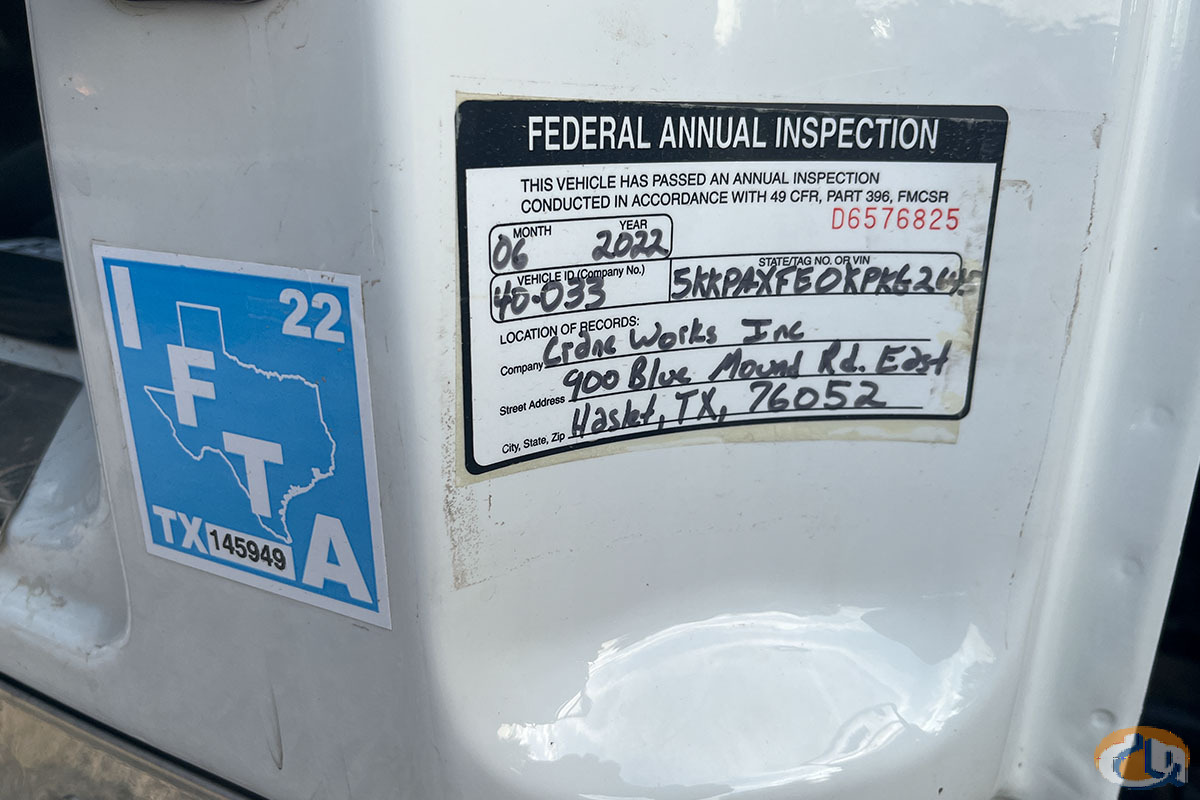 FEDERAL ANNUAL INSPECTION
THIS VEHICLE HAS PASSED AN ANNUAL INSPECTION
CONDUCTED IN ACCORDANCE WITH 49 CFR, PART 396, FMCSR
D6576825
MONTH YEAR
06 2022
VEHICLE ID (Company No.) STATE/TAG NO. OR VIN
40-033
LOCATION OF RECORDS:
Company Crane Works Inc
Street Address 900 Blue Mound Rd. East
City, State, Zip Haslet, TX, 76052
I 22
F
T
TX 145949 A